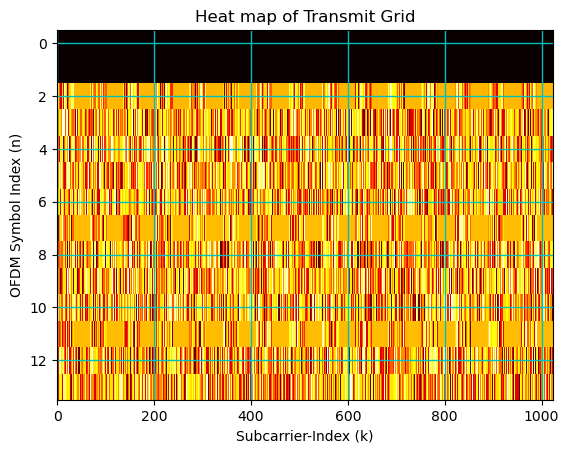 Heat map of Transmit Grid
0
2
4
6
8
10
12
OFDM Symbol Index (n)
0 200 400 600 800 1000
Subcarrier-Index (k)